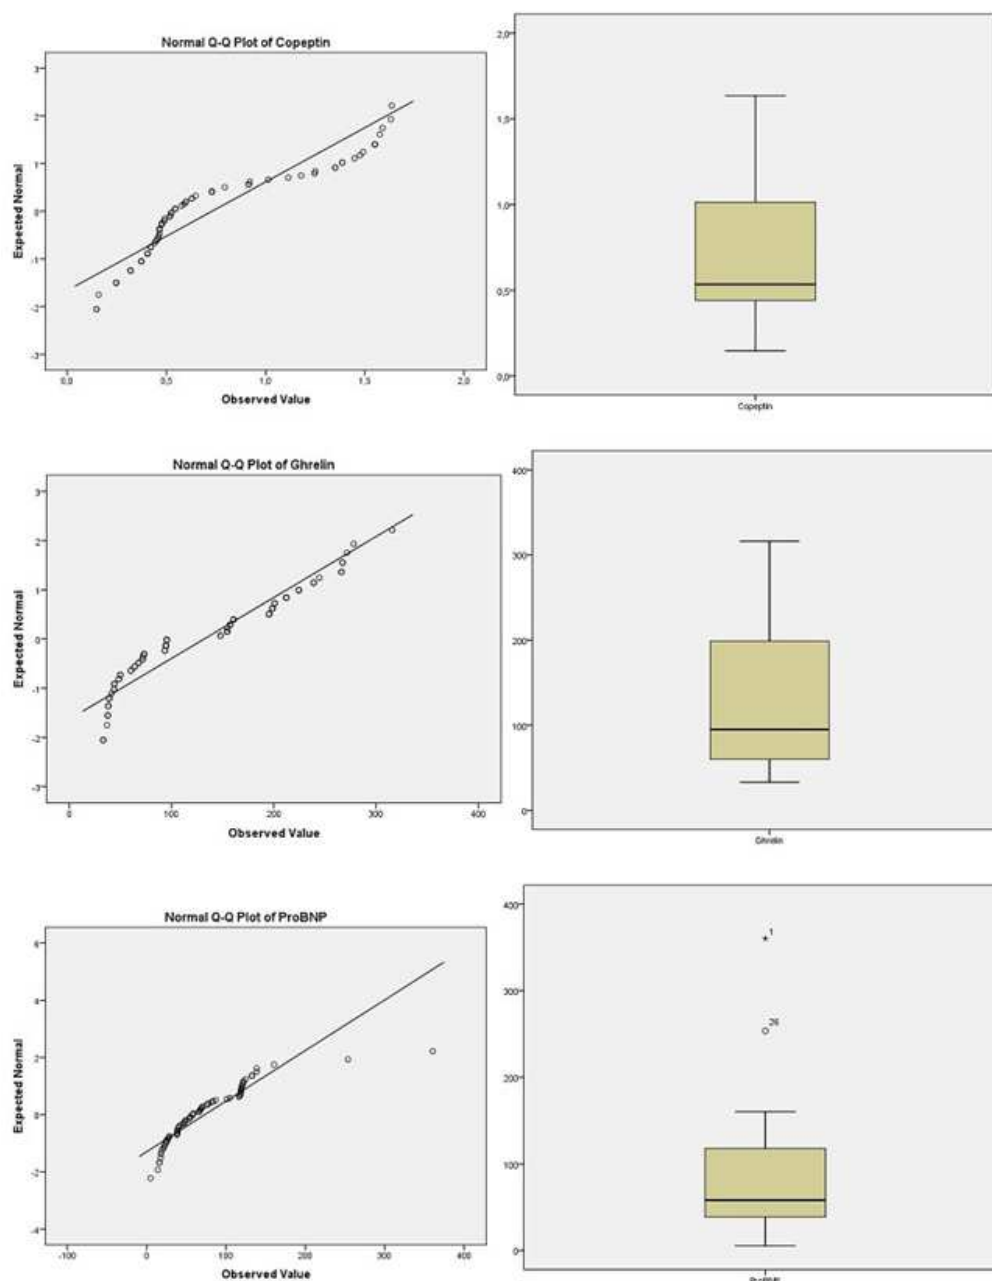 Normal Q-Q Plot of Copeptin
Expected Normal
3
2
1
0
-1
-2
-3
0,0 0,5 1,0 1,5 2,0
Observed Value
2,0
1,5
1,0
0,5
0,0
Copeptin
Normal Q-Q Plot of Ghrelin
Expected Normal
3
2
1
0
-1
-2
-3
0 100 200 300 400
Observed Value
400
300
200
100
0
Ghrelin
Normal Q-Q Plot of ProBNP
Expected Normal
6
4
2
0
-2
-4
-100 0 100 200 300 400
Observed Value
400
300
200
100
0
1
26
ProBNP